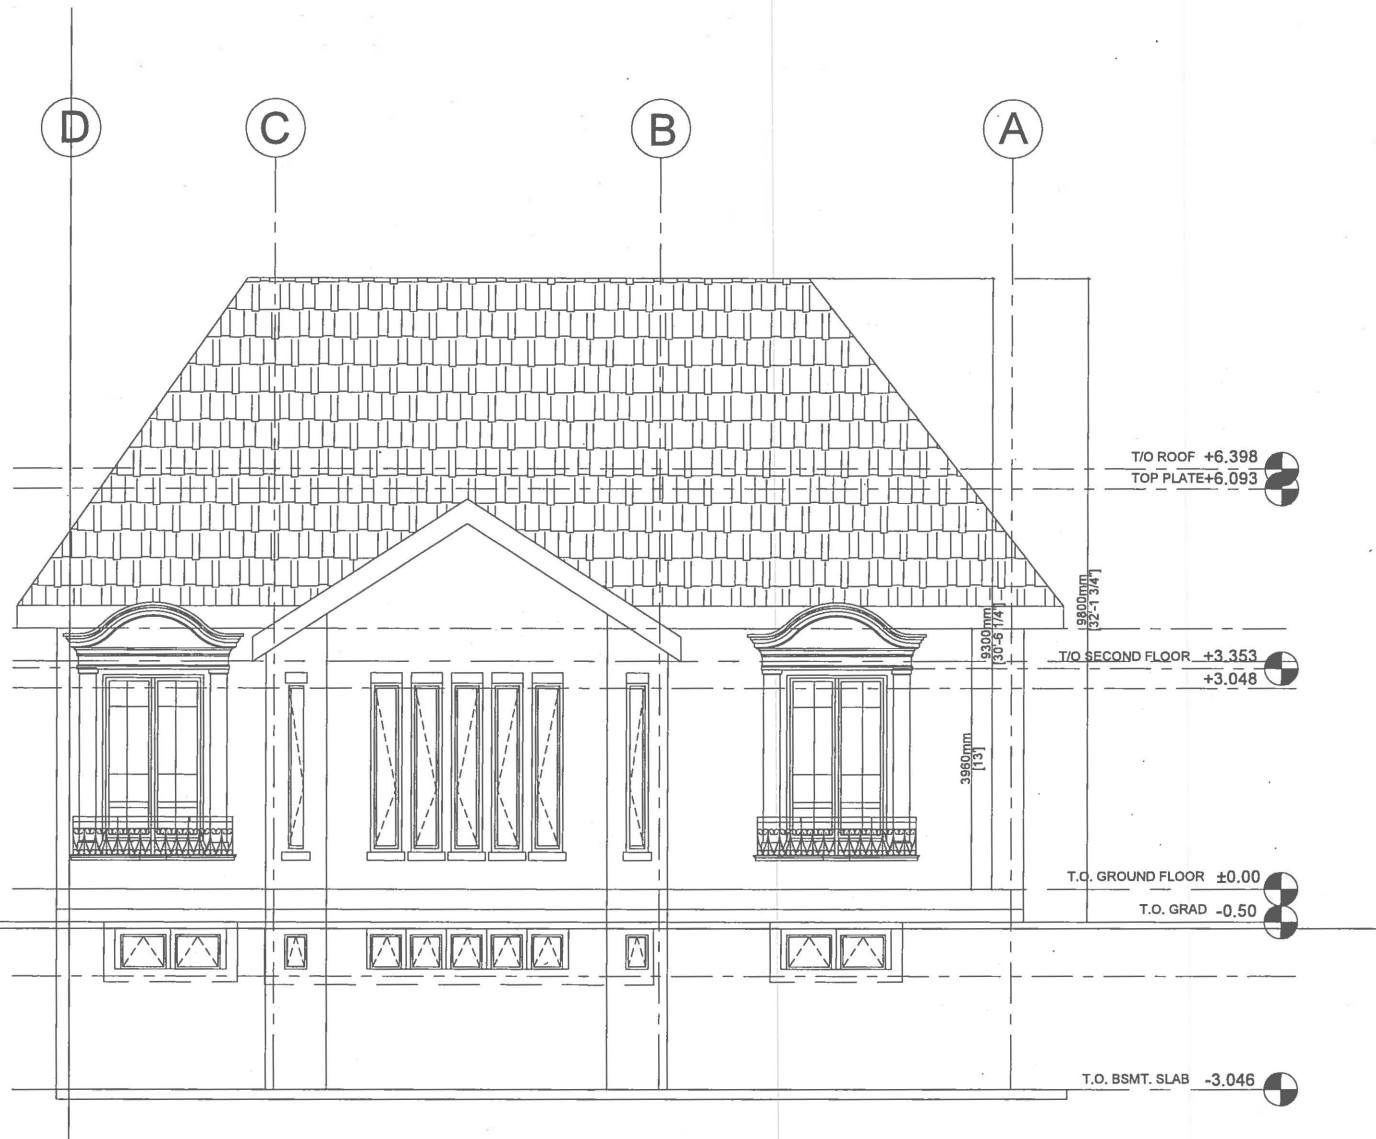 D C B A
T/O ROOF +6.398
TOP PLATE+6.093
9800mm
[32'-1 3/4"]
9300mm
[30'-6 1/4"]
T/O SECOND FLOOR +3.353
+3.048
3960mm
[13']
T.O. GROUND FLOOR ±0.00
T.O. GRAD -0.50
T.O. BSMT. SLAB -3.046